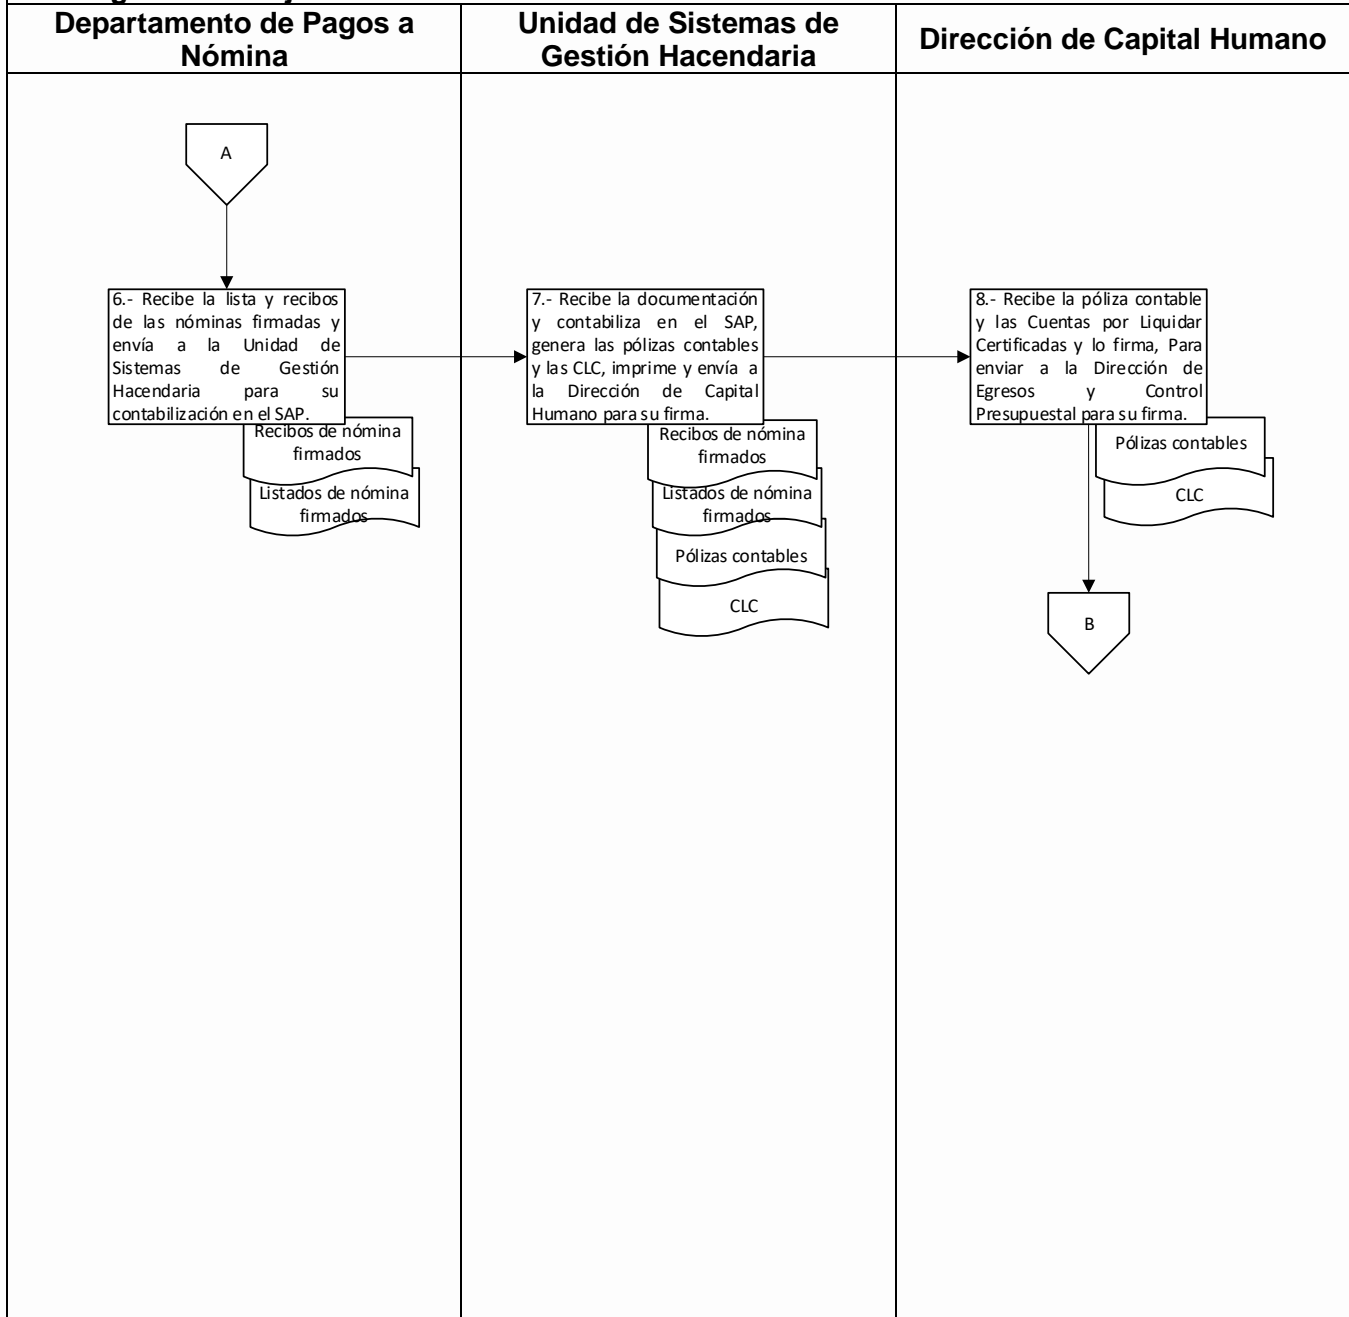 Departamento de Pagos a
Nómina
Unidad de Sistemas de
Gestión Hacendaria
Dirección de Capital Humano
A
6.- Recibe la lista y recibos
de las nóminas firmadas y
envía a la Unidad de
Sistemas de Gestión
Hacendaria para su
contabilización en el SAP.
Recibos de nómina
firmados
Listados de nómina
firmados
7.- Recibe la documentación
y contabiliza en el SAP,
genera las pólizas contables
y las CLC, imprime y envía a
la Dirección de Capital
Humano para su firma.
Recibos de nómina
firmados
Listados de nómina
firmados
Pólizas contables
CLC
8.- Recibe la póliza contable
y las Cuentas por Liquidar
Certificadas y lo firma, Para
enviar a la Dirección de
Egresos y Control
Presupuestal para su firma.
Pólizas contables
CLC
B